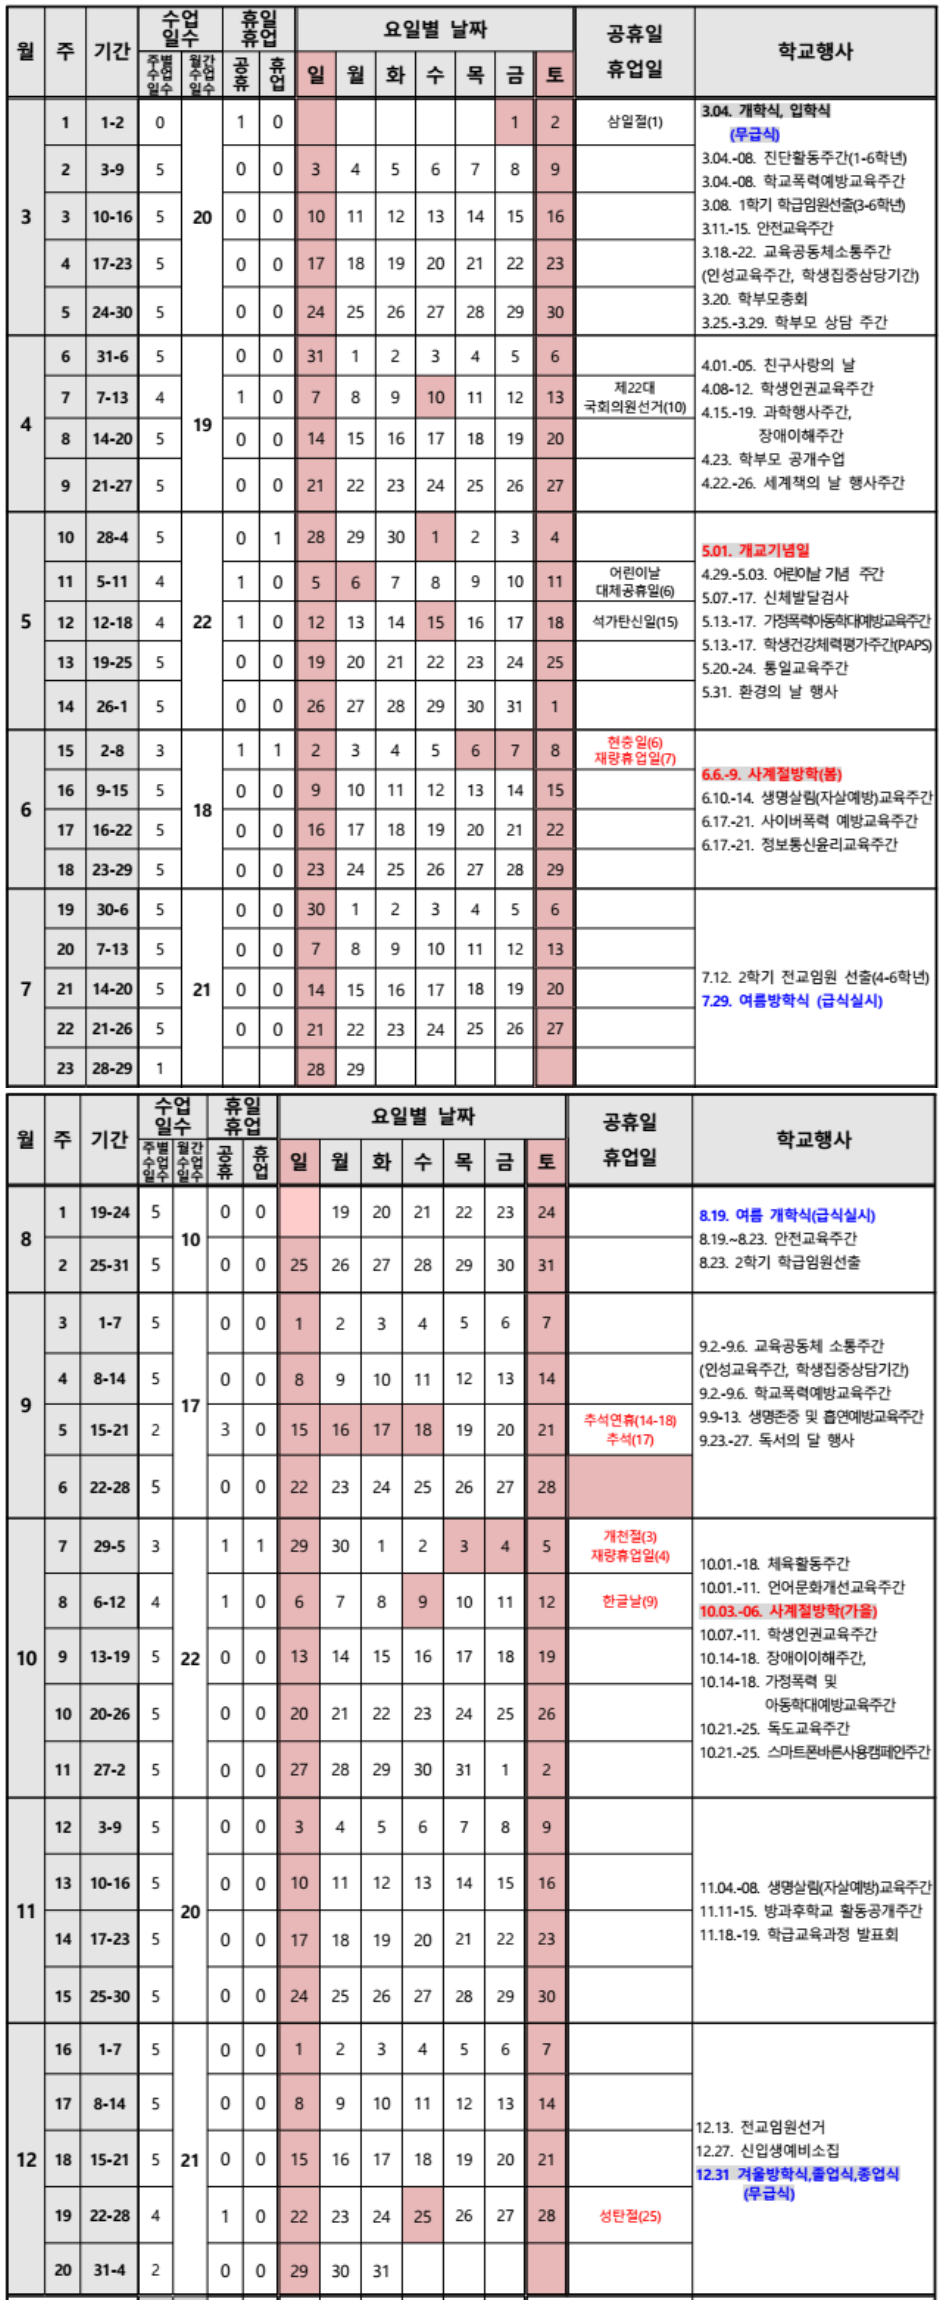 월 주 기간 수업일수 휴일휴업 요일별 날짜 공휴일 휴업일 학교행사
주별수업일수 월간수업일수 공휴 휴업 일 월 화 수 목 금 토
3 20
1 1-2 0 1 0 1 2 삼일절(1)
2 3-9 5 0 0 3 4 5 6 7 8 9
3 10-16 5 0 0 10 11 12 13 14 15 16
4 17-23 5 0 0 17 18 19 20 21 22 23
5 24-30 5 0 0 24 25 26 27 28 29 30
3.04. 개학식, 입학식
(무급식)
3.04.-08. 진단활동주간(1-6학년)
3.04.-08. 학교폭력예방교육주간
3.08. 1학기 학급임원선출(3-6학년)
3.11.-15. 안전교육주간
3.18.-22. 교육공동체소통주간
(인성교육주간, 학생집중삼담기간)
3.20. 학부모총회
3.25.-3.29. 학부모 상담 주간
4 19
6 31-6 5 0 0 31 1 2 3 4 5 6
7 7-13 4 1 0 7 8 9 10 11 12 13 제22대 국회의원선거(10)
8 14-20 5 0 0 14 15 16 17 18 19 20
9 21-27 5 0 0 21 22 23 24 25 26 27
4.01.-05. 친구사랑의 날
4.08-12. 학생인권교육주간
4.15.-19. 과학행사주간,
장애이해주간
4.23. 학부모 공개수업
4.22.-26. 세계책의 날 행사주간
5 22
10 28-4 5 0 1 28 29 30 1 2 3 4
11 5-11 4 1 0 5 6 7 8 9 10 11 어린이날 대체공휴일(6)
12 12-18 4 1 0 12 13 14 15 16 17 18 석가탄신일(15)
13 19-25 5 0 0 19 20 21 22 23 24 25
14 26-1 5 0 0 26 27 28 29 30 31 1
5.01. 개교기념일
4.29.-5.03. 어린이날 기념 주간
5.07.-17. 신체발달검사
5.13.-17. 가정폭력아동학대예방교육주간
5.13.-17. 학생건강체력평가주간(PAPS)
5.20.-24. 통일교육주간
5.31. 환경의 날 행사
6 18
15 2-8 3 1 1 2 3 4 5 6 7 8 현충일(6) 재량휴업일(7)
16 9-15 5 0 0 9 10 11 12 13 14 15
17 16-22 5 0 0 16 17 18 19 20 21 22
18 23-29 5 0 0 23 24 25 26 27 28 29
6.6.-9. 사계절방학(봄)
6.10.-14. 생명살림(자살예방)교육주간
6.17.-21. 사이버폭력 예방교육주간
6.17.-21. 정보통신윤리교육주간
7 21
19 30-6 5 0 0 30 1 2 3 4 5 6
20 7-13 5 0 0 7 8 9 10 11 12 13
21 14-20 5 0 0 14 15 16 17 18 19 20
22 21-26 5 0 0 21 22 23 24 25 26 27
23 28-29 1 28 29
7.12. 2학기 전교임원 선출(4-6학년)
7.29. 여름방학식 (급식실시)
월 주 기간 수업일수 휴일휴업 요일별 날짜 공휴일 휴업일 학교행사
주별수업일수 월간수업일수 공휴 휴업 일 월 화 수 목 금 토
8 10
1 19-24 5 0 0 19 20 21 22 23 24
2 25-31 5 0 0 25 26 27 28 29 30 31
8.19. 여름 개학식(급식실시)
8.19.~8.23. 안전교육주간
8.23. 2학기 학급임원선출
9 17
3 1-7 5 0 0 1 2 3 4 5 6 7
4 8-14 5 0 0 8 9 10 11 12 13 14
5 15-21 2 3 0 15 16 17 18 19 20 21 추석연휴(14-18) 추석(17)
6 22-28 5 0 0 22 23 24 25 26 27 28
9.2.-9.6. 교육공동체 소통주간
(인성교육주간, 학생집중상담기간)
9.2.-9.6. 학교폭력예방교육주간
9.9-13. 생명존중 및 흡연예방교육주간
9.23.-27. 독서의 달 행사
10 22
7 29-5 3 1 1 29 30 1 2 3 4 5 개천절(3) 재량휴업일(4)
8 6-12 4 1 0 6 7 8 9 10 11 12 한글날(9)
9 13-19 5 0 0 13 14 15 16 17 18 19
10 20-26 5 0 0 20 21 22 23 24 25 26
11 27-2 5 0 0 27 28 29 30 31 1 2
10.01.-18. 체육활동주간
10.01.-11. 언어문화개선교육주간
10.03.-06. 사계절방학(가을)
10.07.-11. 학생인권교육주간
10.14-18. 장애이이해주간,
10.14-18. 가정폭력 및
아동학대예방교육주간
10.21.-25. 독도교육주간
10.21.-25. 스마트폰바른사용캠페인주간
11 20
12 3-9 5 0 0 3 4 5 6 7 8 9
13 10-16 5 0 0 10 11 12 13 14 15 16
14 17-23 5 0 0 17 18 19 20 21 22 23
15 25-30 5 0 0 24 25 26 27 28 29 30
11.04.-08. 생명살림(자살예방)교육주간
11.11-15. 방과후학교 활동공개주간
11.18.-19. 학급교육과정 발표회
12 21
16 1-7 5 0 0 1 2 3 4 5 6 7
17 8-14 5 0 0 8 9 10 11 12 13 14
18 15-21 5 0 0 15 16 17 18 19 20 21
19 22-28 4 1 0 22 23 24 25 26 27 28 성탄절(25)
20 31-4 2 0 0 29 30 31
12.13. 전교임원선거
12.27. 신입생예비소집
12.31 겨울방학식,졸업식,종업식
(무급식)